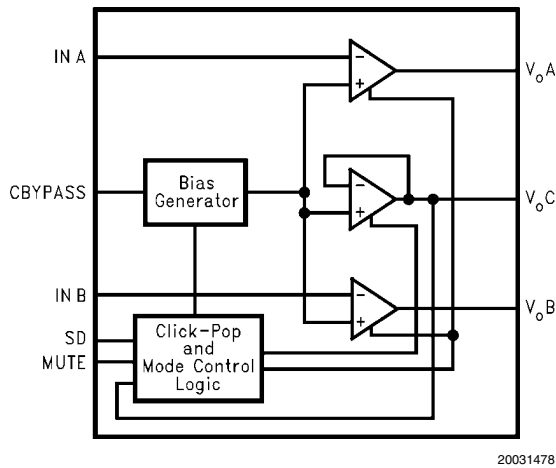 IN A
-
+
VoA
CBYPASS
Bias
Generator
-
+
VoC
IN B
-
+
VoB
SD
MUTE
Click-Pop
and
Mode Control
Logic
20031478